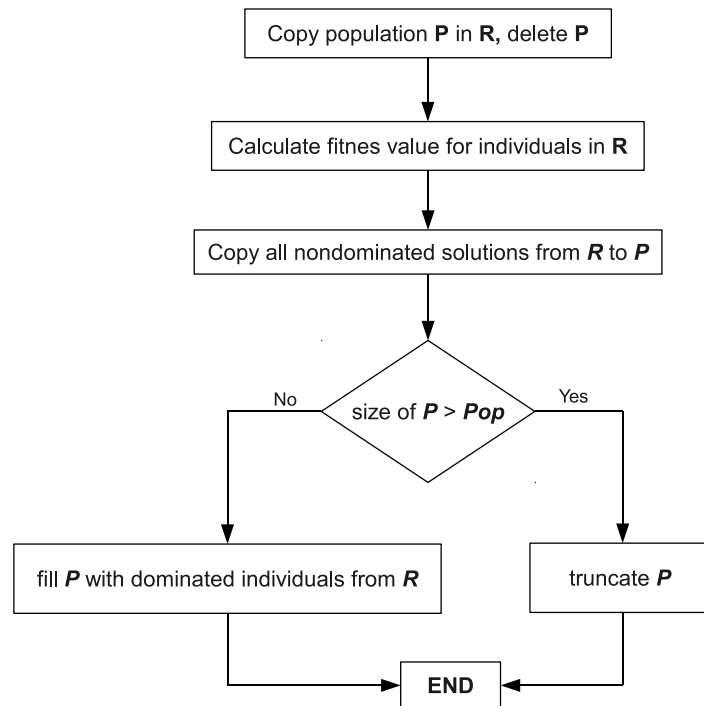 Copy population P in R, delete P
Calculate fitnes value for individuals in R
Copy all nondominated solutions from R to P
size of P > Pop
No
Yes
fill P with dominated individuals from R
truncate P
END